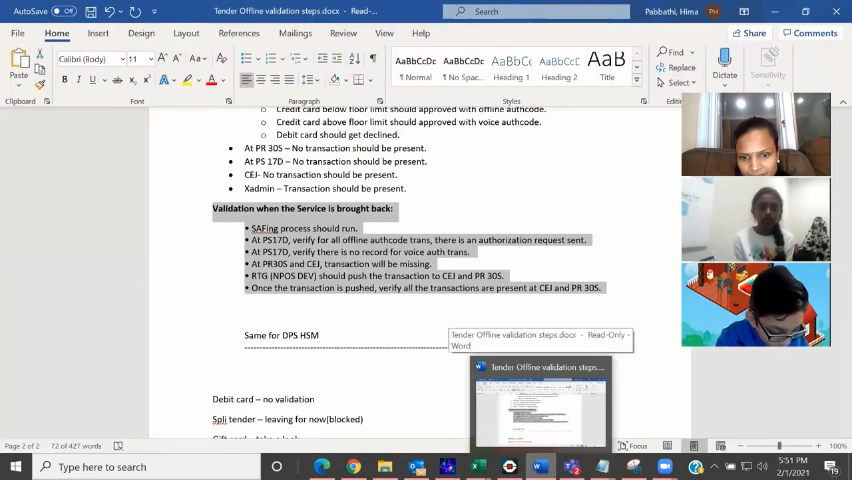 AutoSave Off
Tender Offline validation steps.docx - Read-...
Search
Pabbathi, Hima PH
File Home Insert Draw Design Layout References Mailings Review View Help
Share Comments
Paste
Calibri (Body) 11
Normal
No Spac...
Heading 1
Heading 2
Title
Find
Replace
Select
Dictate
Sensitivity
Clipboard Font Paragraph Styles Editing Voice Sensitivity
o Credit card below floor limit should approved with offline authcode.
o Credit card above floor limit should approved with voice authcode.
o Debit card should get declined.
• At PR 30S – No transaction should be present.
• At PS 17D – No transaction should be present.
• CEJ- No transaction should be present.
• Xadmin – Transaction should be present.
Validation when the Service is brought back:
• SAFing process should run.
• At PS17D, verify for all offline authcode trans, there is an authorization request sent.
• At PS17D, verify there is no record for voice auth trans.
• At PR30S and CEJ, transaction will be missing.
• RTG (NPOS DEV) should push the transaction to CEJ and PR 30S.
• Once the transaction is pushed, verify all the transactions are present at CEJ and PR 30S.
Same for DPS HSM
Tender Offline validation steps.docx - Read-Only -
Word
Tender Offline validation steps....
Debit card – no validation
Spli tender – leaving for now(blocked)
Gift card – take a look
Page 2 of 2 72 of 427 words
Focus
100%
Type here to search
5:51 PM
2/1/2021
19